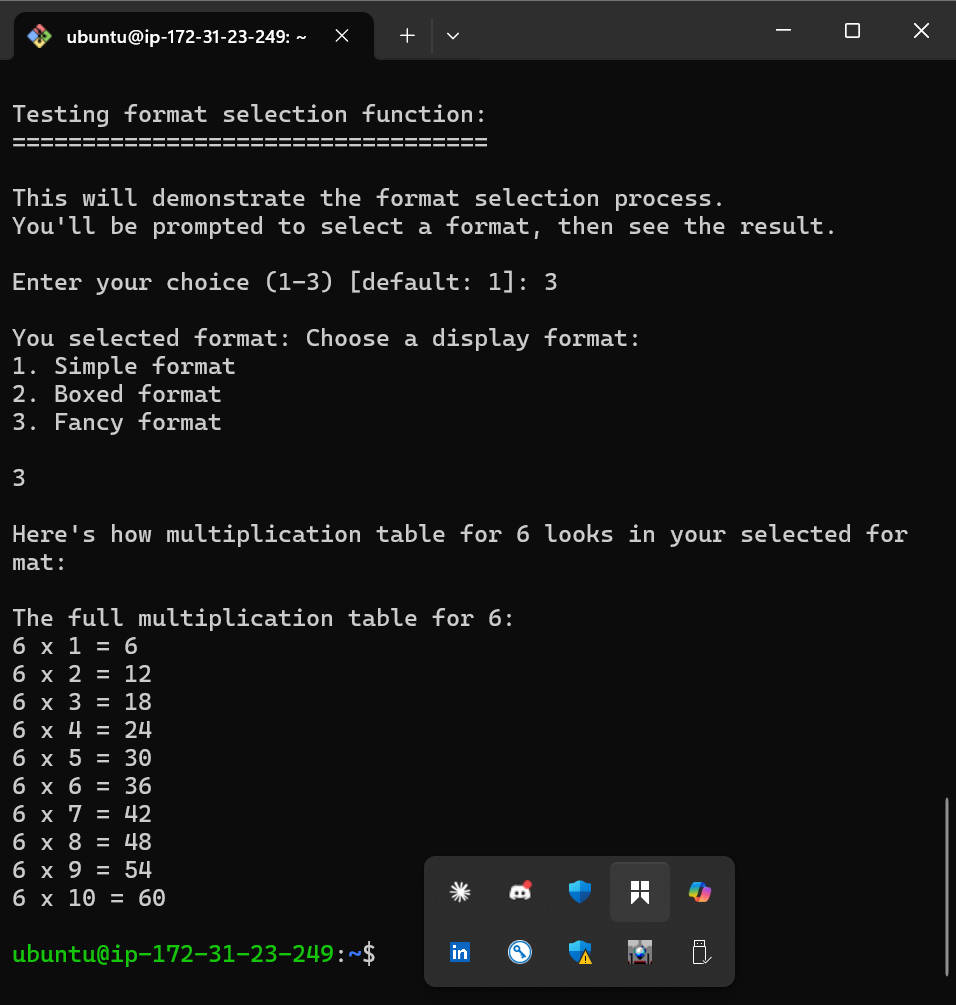 ubuntu@ip-172-31-23-249: ~
Testing format selection function:
==================================
This will demonstrate the format selection process.
You'll be prompted to select a format, then see the result.
Enter your choice (1-3) [default: 1]: 3
You selected format: Choose a display format:
1. Simple format
2. Boxed format
3. Fancy format
3
Here's how multiplication table for 6 looks in your selected for
mat:
The full multiplication table for 6:
6 x 1 = 6
6 x 2 = 12
6 x 3 = 18
6 x 4 = 24
6 x 5 = 30
6 x 6 = 36
6 x 7 = 42
6 x 8 = 48
6 x 9 = 54
6 x 10 = 60
in
ubuntu@ip-172-31-23-249:~$